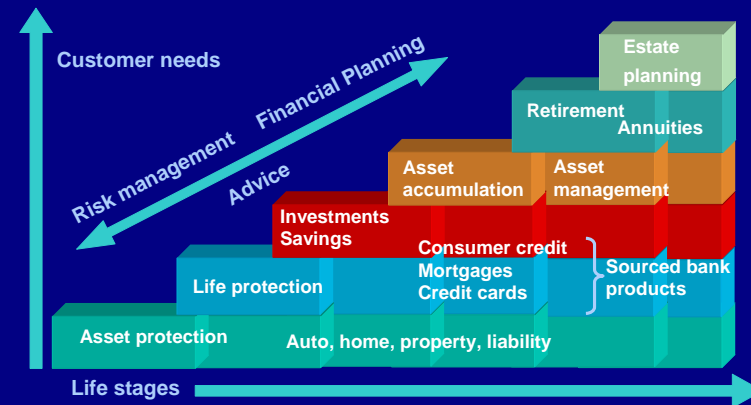 Estate
planning
Customer needs
Financial Planning
Retirement
Annuities
Risk management
Advice
Asset
accumulation
Asset
management
Investments
Savings
Consumer credit
Mortgages
Credit cards
Sourced bank
products
Life protection
Asset protection
Auto, home, property, liability
Life stages